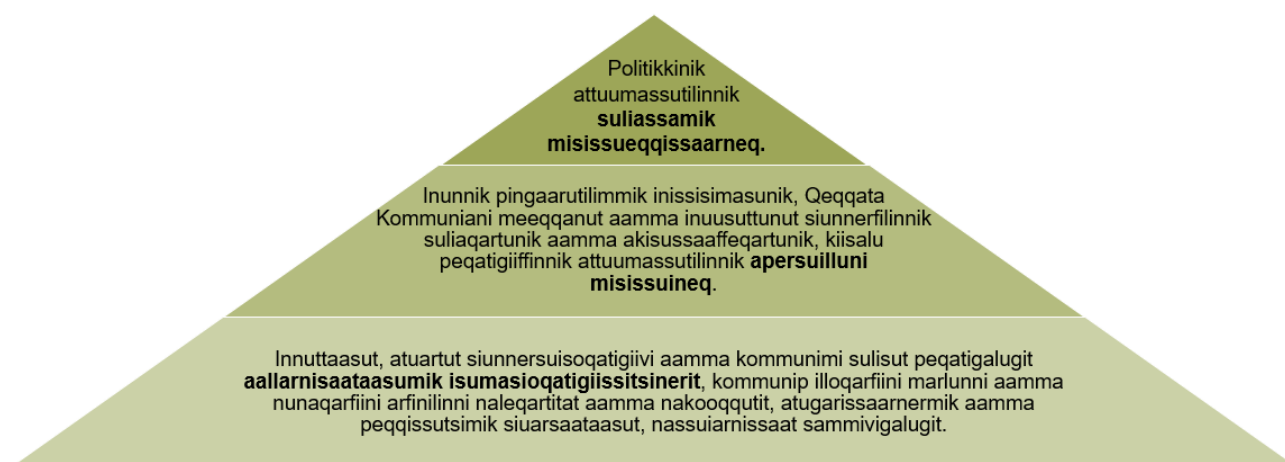 Politikkinik
attuumassutilinnik
suliassamik
misissueqqissaarneq.
Inunnik pingaarutilimmik inissisimasunik, Qeqqata
Kommuniani meeqqanut aamma inuusuttunut siunnerfilinnik
suliaqartunik aamma akisussaaffeqartunik, kiisalu
peqatigiiffinnik attuumassutilinnik apersuilluni
misissuineq.
Innuttaasut, atuartut siunnersuisoqatigiivi aamma kommunimi sulisut peqatigalugit
aallarnisaataasumik isumasioqatigiissitsinerit, kommunip illoqarfiini marlunni aamma
nunaqarfiini arfinilinni naleqartitat aamma nakooqqutit, atugarissaarnermik aamma
peqqissutsimik siuarsaataasut, nassuiarnissaat sammivigalugit.